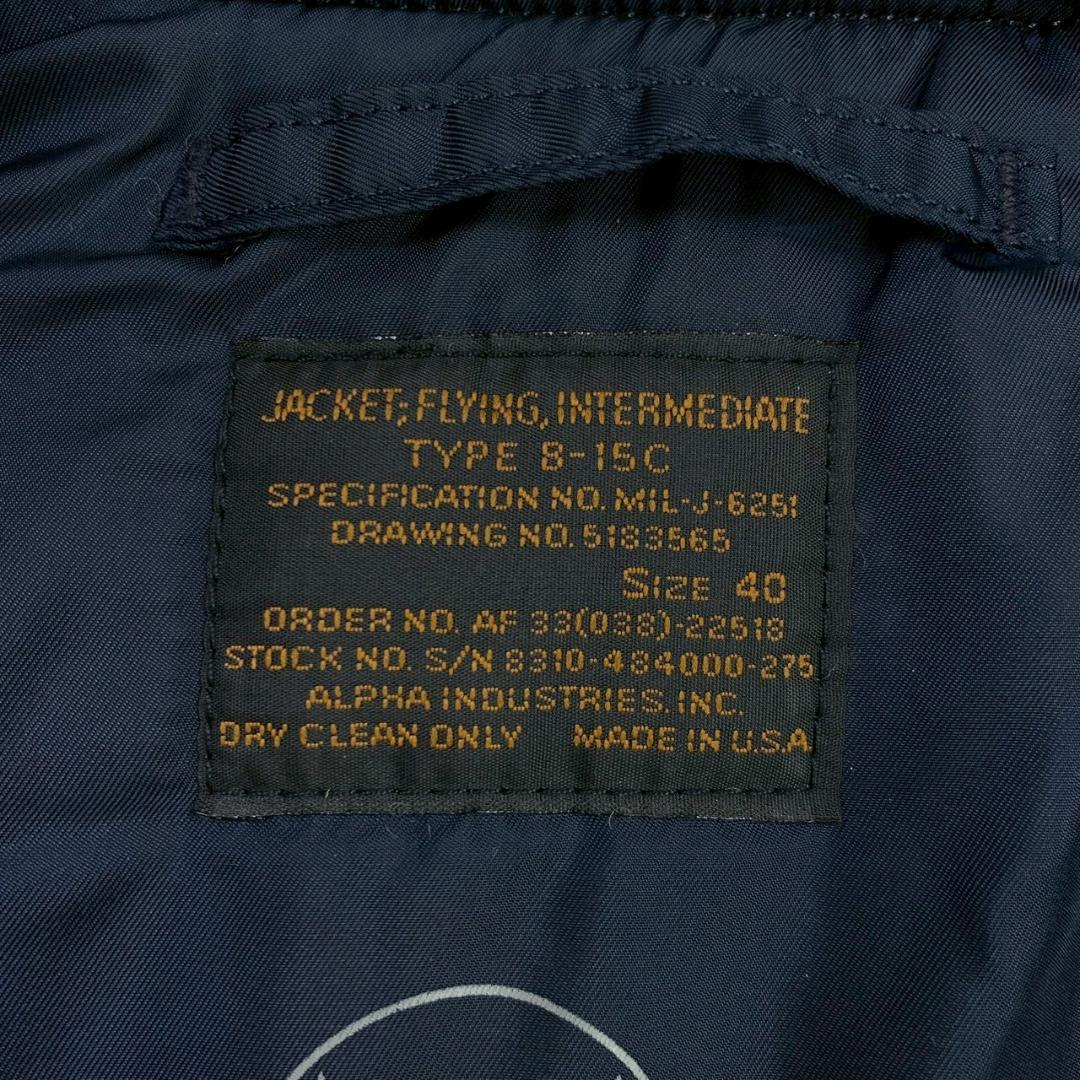 JACKET; FLYING, INTERMEDIATE
TYPE B-15C
SPECIFICATION NO. MIL-J-6251
DRAWING NO. 5183565
SIZE 40
ORDER NO. AF 33(038)-22518
STOCK NO. S/N 8310-484000-275
ALPHA INDUSTRIES. INC.
DRY CLEAN ONLY MADE IN U.S.A